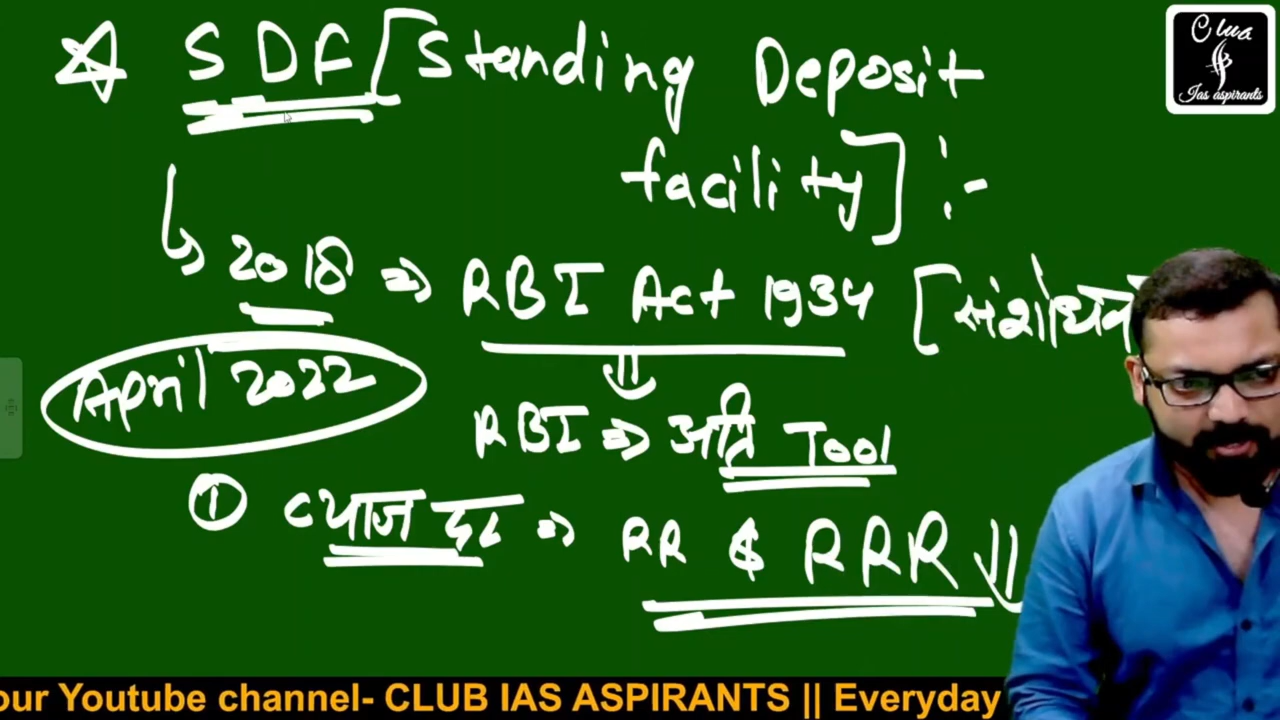 SDF [Standing Deposit
facility] :-
2018 ⇒ RBI Act 1934 [संशोधन
April 2022
RBI ⇒ अति Tool
① ब्याज दर ⇒ RR & RRR
Club
Ias aspirants
our Youtube channel- CLUB IAS ASPIRANTS || Everyday